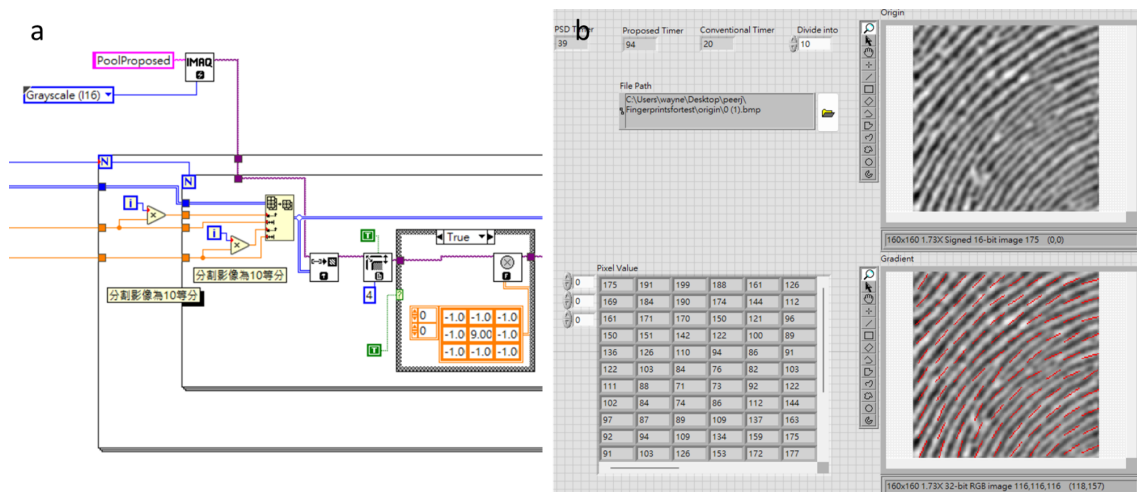 a
PoolProposed
IMAQ
Grayscale (I16)
N
N
i
i
分割影像為10等分
分割影像為10等分
T
4
T
True
0
0
-1.0 -1.0 -1.0
-1.0 9.00 -1.0
-1.0 -1.0 -1.0
b
PSD Timer
39
Proposed Timer
94
Conventional Timer
20
Divide into
10
File Path
C:\Users\wayne\Desktop\peerj\
Fingerprintsfortest\origin\0 (1).bmp
Origin
160x160 1.73X Signed 16-bit image 175 (0,0)
Pixel Value
0
0
0
175 191 199 188 161 126
169 184 190 174 144 112
161 171 170 150 121 96
150 151 142 122 100 89
136 126 110 94 86 91
122 103 84 76 82 103
111 88 71 73 92 122
102 84 74 86 112 144
97 87 89 109 137 163
92 94 109 134 159 175
91 103 126 153 172 177
Gradient
160x160 1.73X 32-bit RGB image 116,116,116 (118,157)